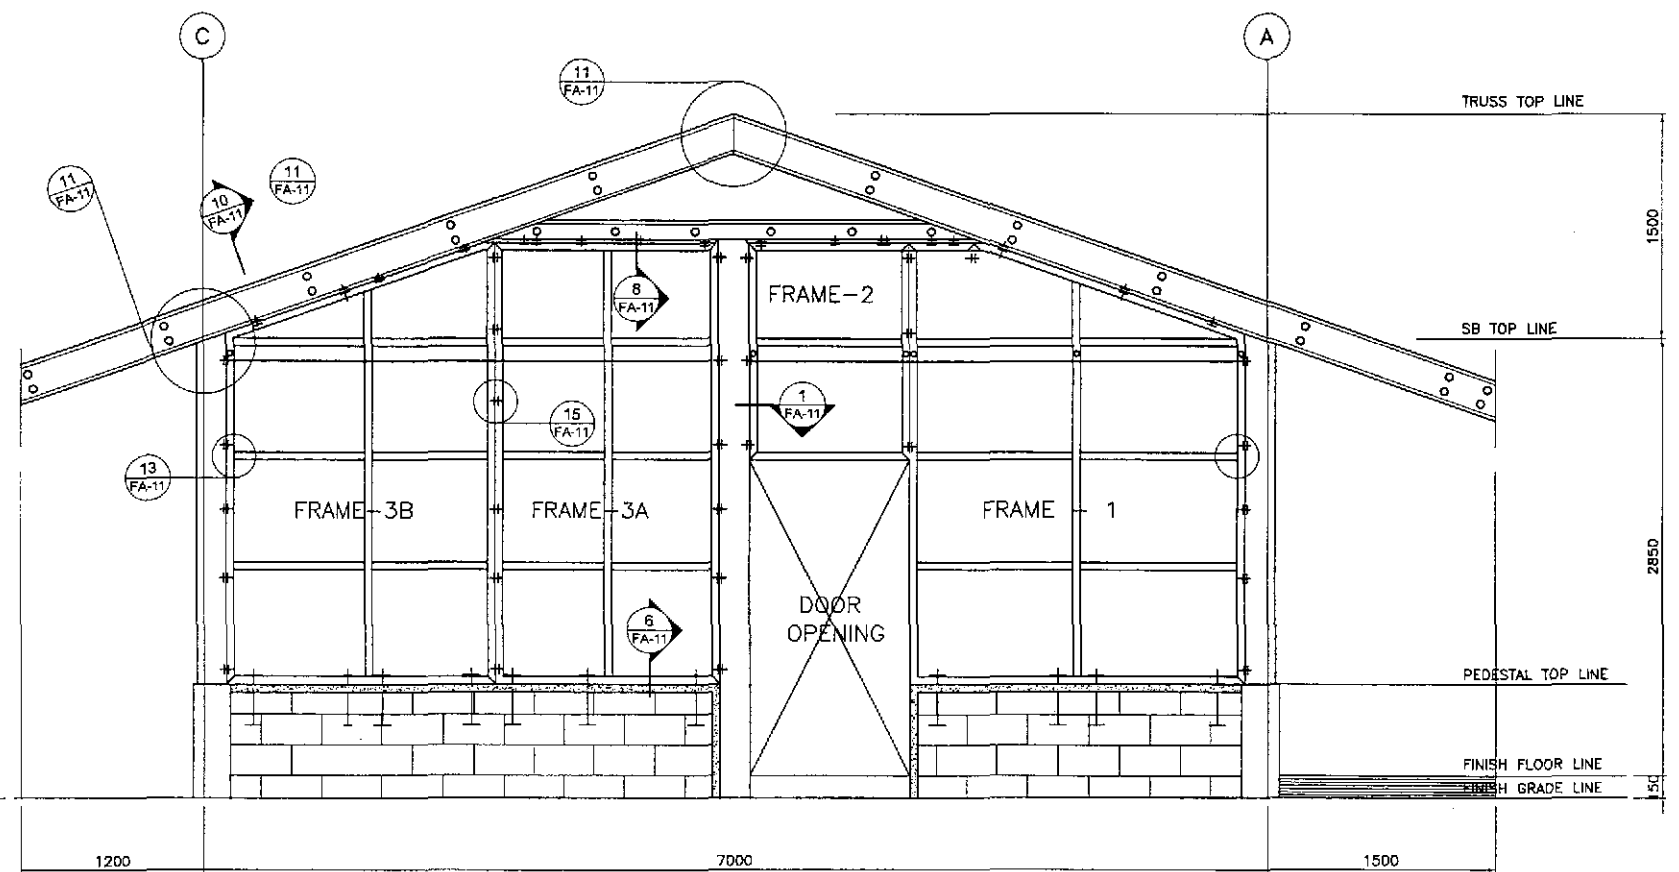 C
A
11
FA-11
TRUSS TOP LINE
11
FA-11
11
FA-11
10
FA-11
1500
8
FA-11
FRAME-2
SB TOP LINE
1
FA-11
15
FA-11
13
FA-11
FRAME-3B
FRAME-3A
FRAME - 1
2850
DOOR
OPENING
6
FA-11
PEDESTAL TOP LINE
FINISH FLOOR LINE
FINISH GRADE LINE
150
1200
7000
1500